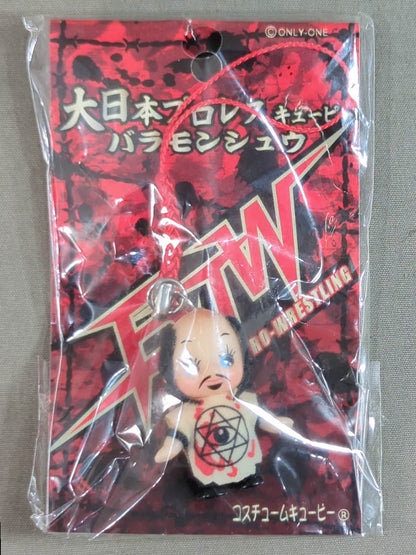 ©ONLY-ONE
大日本プロレス キューピー
バラモンシュウ
BJW
PRO-WRESTLING
コスチュームキューピー®